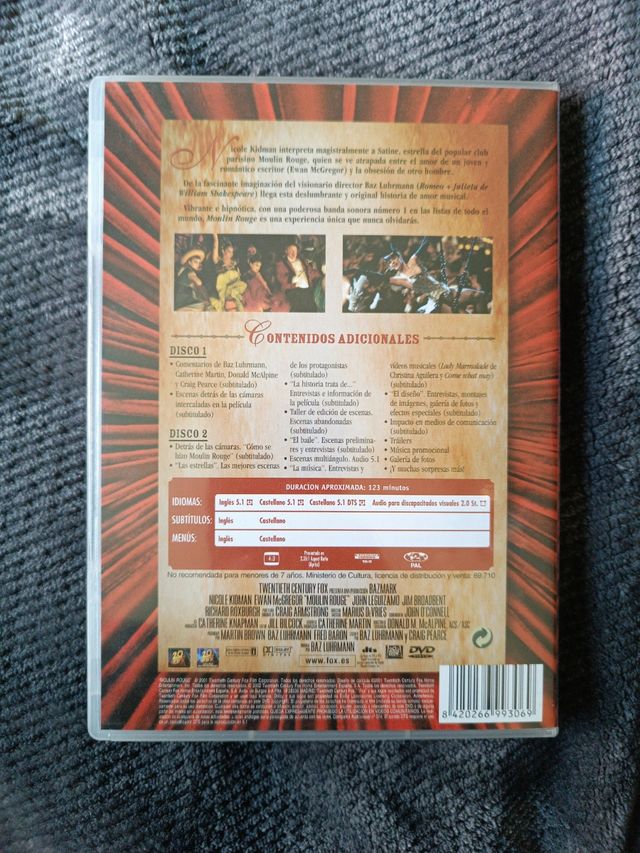 Nicole Kidman interpreta magistralmente a Satine, estrella del popular club
parisino Moulin Rouge, quien se ve atrapada entre el amor de un joven y
romántico escritor (Ewan McGregor) y la obsesión de otro hombre.
De la fascinante imaginación del visionario director Baz Luhrmann (Romeo + Julieta de
William Shakespeare) llega esta deslumbrante y original historia de amor musical.
Vibrante e hipnótica, con una poderosa banda sonora número 1 en las listas de todo el
mundo, Moulin Rouge es una experiencia única que nunca olvidarás.
CONTENIDOS ADICIONALES
DISCO 1
• Comentarios de Baz Luhrmann,
Catherine Martin, Donald McAlpine
y Craig Pearce (subtitulado)
• Escenas detrás de las cámaras
intercaladas en la película
(subtitulado)
DISCO 2
• Detrás de las cámaras. "Cómo se
hizo Moulin Rouge" (subtitulado)
• "Las estrellas". Las mejores escenas
de los protagonistas
(subtitulado)
• "La historia trata de..."
Entrevistas e información de
la película (subtitulado)
• Taller de edición de escenas.
Escenas abandonadas
(subtitulado)
• "El baile". Escenas prelimina-
res y entrevistas (subtitulado)
• Escenas multiángulo. Audio 5.1
• "La música". Entrevistas y
vídeos musicales (Lady Marmalade de
Christina Aguilera y Come what may)
(subtitulado)
• "El diseño". Entrevistas, montajes
de imágenes, galería de fotos y
efectos especiales (subtitulado)
• Impacto en medios de comunicación
(subtitulado)
• Tráilers
• Música promocional
• Galería de fotos
• ¡Y muchas sorpresas más!
DURACION APROXIMADA: 123 minutos
IDIOMAS: Inglés 5.1 Castellano 5.1 Castellano 5.1 DTS Audio para discapacitados visuales 2.0 St.
SUBTÍTULOS: Inglés Castellano
MENÚS: Inglés Castellano
4:3
PAL
No recomendada para menores de 7 años. Ministerio de Cultura, licencia de distribución y venta: 69.710
TWENTIETH CENTURY FOX PRESENTA UNA PRODUCCIÓN BAZMARK
NICOLE KIDMAN EWAN McGREGOR "MOULIN ROUGE" JOHN LEGUIZAMO JIM BROADBENT
RICHARD ROXBURGH CRAIG ARMSTRONG MARIUS DeVRIES JOHN O'CONNELL
CATHERINE KNAPMAN JILL BILCOCK CATHERINE MARTIN DONALD M. McALPINE ACS/ASC
MARTIN BROWN BAZ LUHRMANN FRED BARON BAZ LUHRMANN Y CRAIG PEARCE
BAZ LUHRMANN
www.fox.es
dts
DVD
8 420266 993069